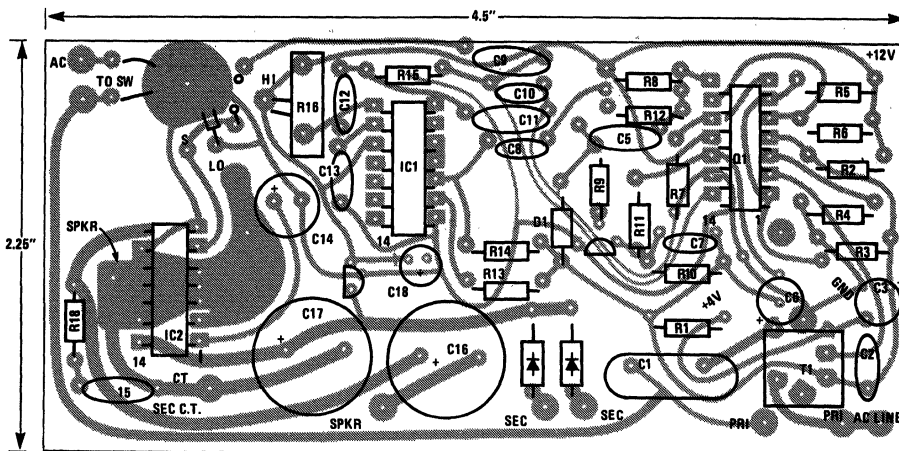 4.5"
2.25"
AC
TO SW
HI
R16
C12
R15
C9
C10
C11
C8
R8
R12
C5
+12V
R5
R6
R2
R4
R3
Q1
IC1
S
LO
C13
R9
R11
R7
D1
14
1
C7
SPKR
C14
14
C18
R14
R13
R10
C6
GND
C3
+4V
R18
IC2
C17
C16
R1
C1
T1
C2
14
1
CT
15
SEC C.T.
SPKR
SEC
SEC
PRI
PRI
AC LINE